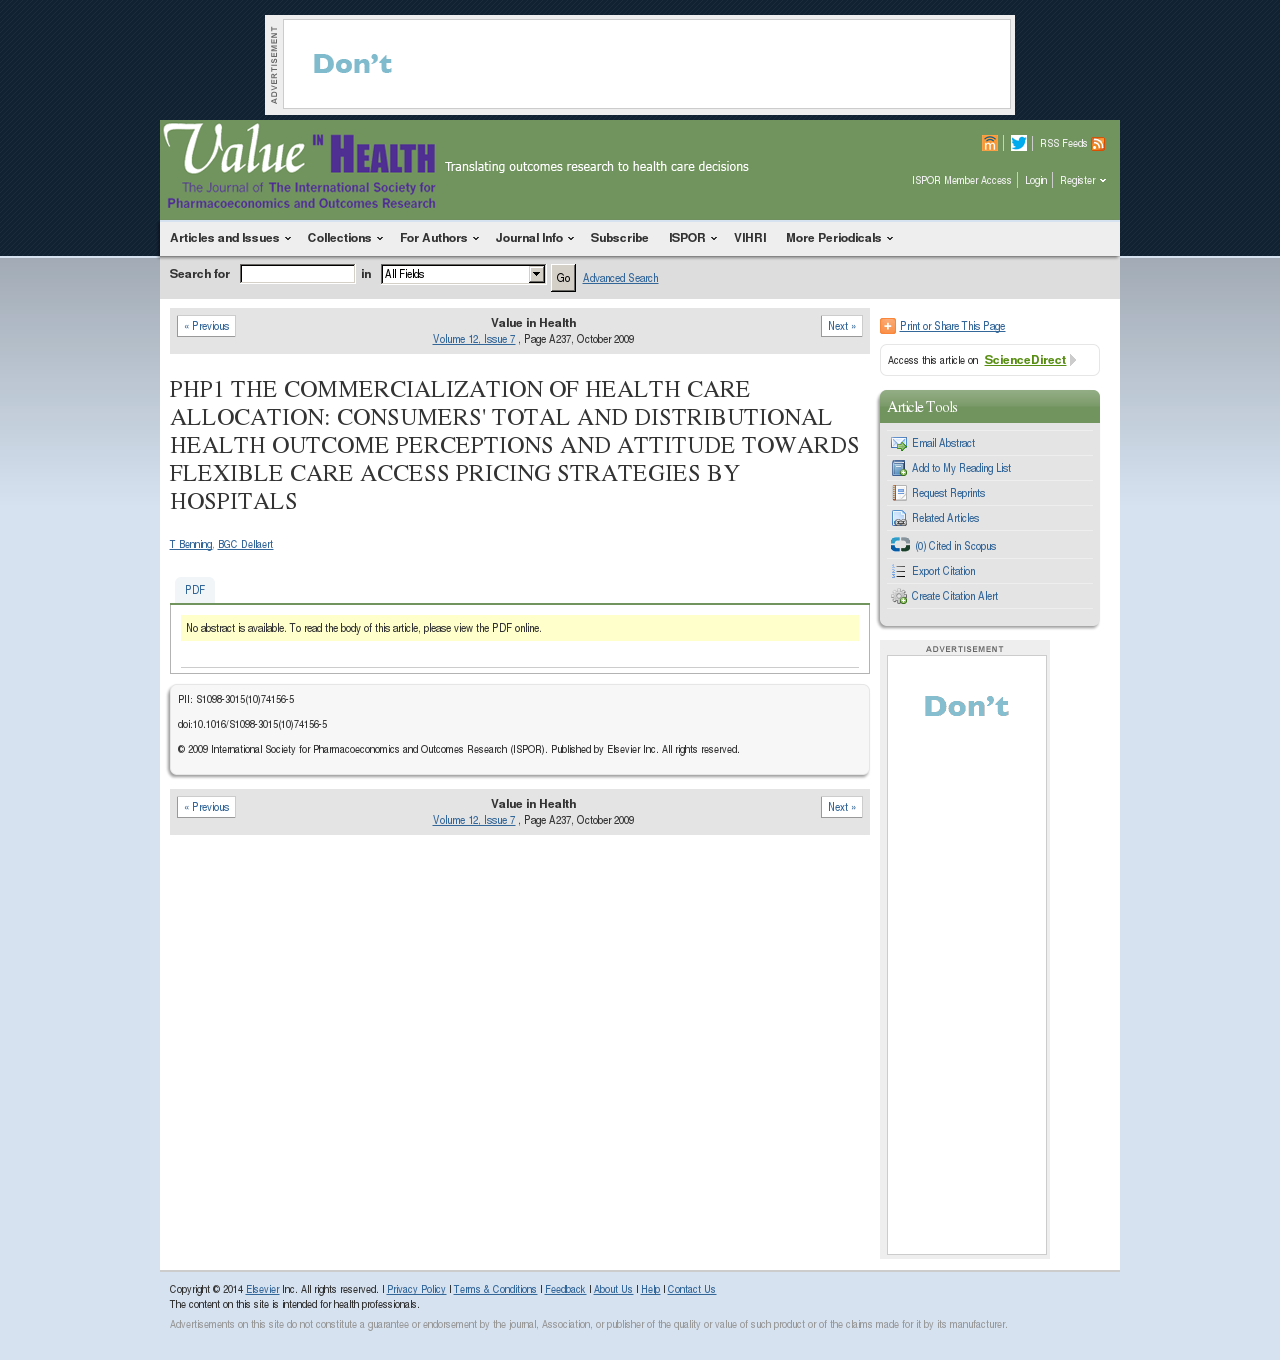 ADVERTISEMENT
Don't
Value IN HEALTH
The Journal of The International Society for
Pharmacoeconomics and Outcomes Research
Translating outcomes research to health care decisions
RSS Feeds
ISPOR Member Access Login Register
Articles and Issues Collections For Authors Journal Info Subscribe ISPOR VIHRI More Periodicals
Search for in All Fields Go Advanced Search
« Previous Value in Health Next »
Volume 12, Issue 7 , Page A237, October 2009
PHP1 THE COMMERCIALIZATION OF HEALTH CARE
ALLOCATION: CONSUMERS' TOTAL AND DISTRIBUTIONAL
HEALTH OUTCOME PERCEPTIONS AND ATTITUDE TOWARDS
FLEXIBLE CARE ACCESS PRICING STRATEGIES BY
HOSPITALS
T Benning, BGC Dellaert
PDF
No abstract is available. To read the body of this article, please view the PDF online.
PII: S1098-3015(10)74156-5
doi:10.1016/S1098-3015(10)74156-5
© 2009 International Society for Pharmacoeconomics and Outcomes Research (ISPOR). Published by Elsevier Inc. All rights reserved.
« Previous Value in Health Next »
Volume 12, Issue 7 , Page A237, October 2009
Print or Share This Page
Access this article on ScienceDirect
Article Tools
Email Abstract
Add to My Reading List
Request Reprints
Related Articles
(0) Cited in Scopus
Export Citation
Create Citation Alert
ADVERTISEMENT
Don't
Copyright © 2014 Elsevier Inc. All rights reserved. | Privacy Policy | Terms & Conditions | Feedback | About Us | Help | Contact Us
The content on this site is intended for health professionals.
Advertisements on this site do not constitute a guarantee or endorsement by the journal, Association, or publisher of the quality or value of such product or of the claims made for it by its manufacturer.